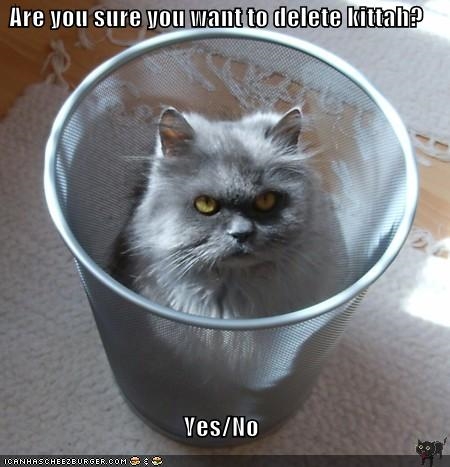 Are you sure you want to delete kittah?
Yes/No
ICANHASCHEEZBURGER.COM